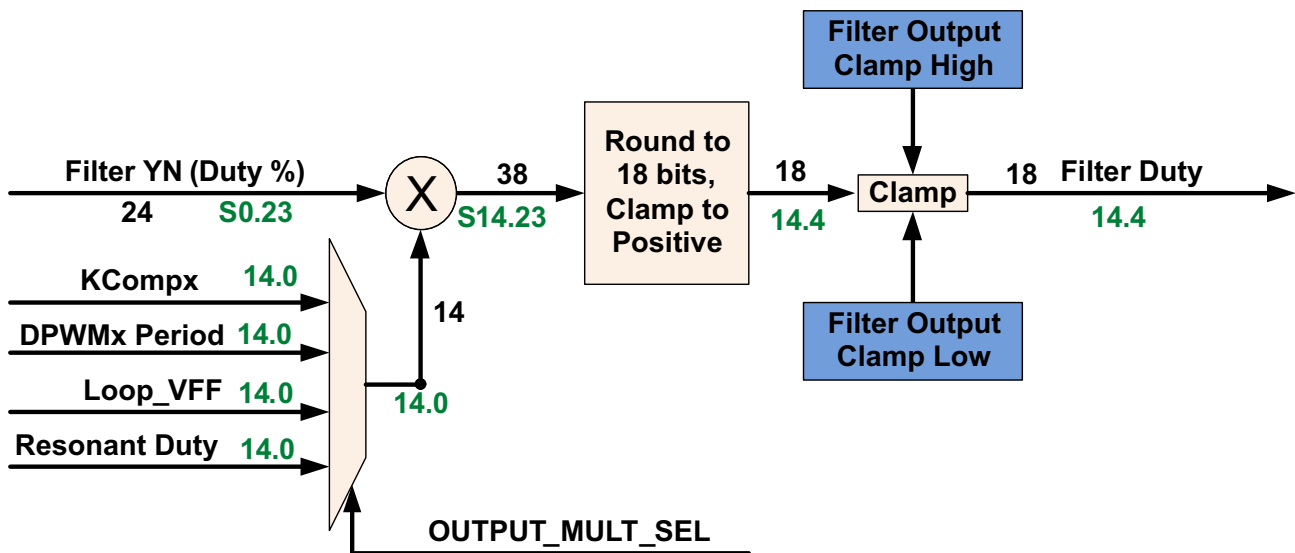 Filter Output
Clamp High
Filter YN (Duty %)
24
S0.23
X
38
S14.23
Round to
18 bits,
Clamp to
Positive
18
14.4
Clamp
18
Filter Duty
14.4
KCompx
14.0
DPWMx Period
14.0
Loop_VFF
14.0
Resonant Duty
14.0
14
14.0
Filter Output
Clamp Low
OUTPUT_MULT_SEL